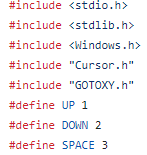 #include <stdio.h>
#include <stdlib.h>
#include <Windows.h>
#include "Cursor.h"
#include "GOTOXY.h"
#define UP 1
#define DOWN 2
#define SPACE 3